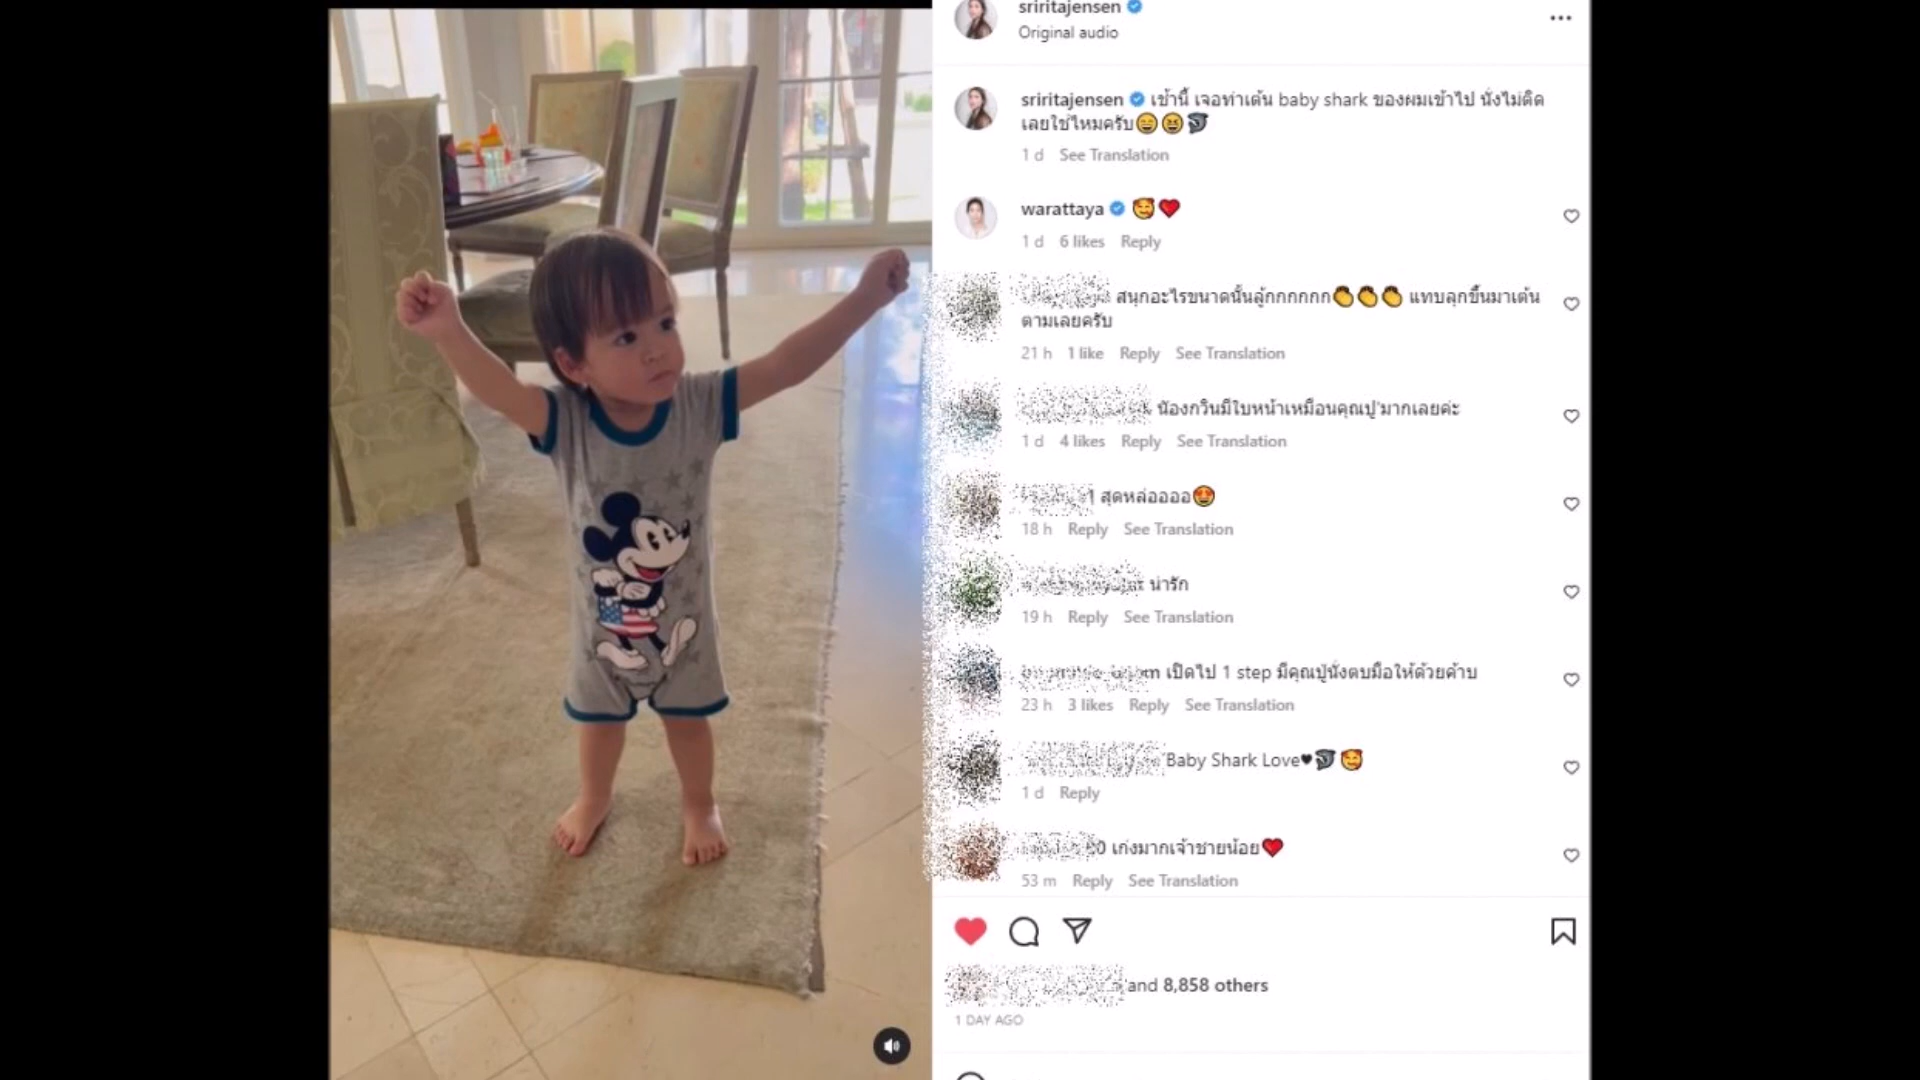 sriritajensen
Original audio
sriritajensen เช้านี้ เจอท่าเต้น baby shark ของผมเข้าไป นั่งไม่ติด
เลยใช่ไหมครับ😄😆🦈
1 d See Translation
warattaya 🥰❤️
1 d 6 likes Reply
สนุกอะไรขนาดนั้นลู้กกกกกก👏👏👏 แทบลุกขึ้นมาเต้น
ตามเลยครับ
21 h 1 like Reply See Translation
น้องกวินมีใบหน้าเหมือนคุณปู่มากเลยค่ะ
1 d 4 likes Reply See Translation
สุดหล่ออออ😍
18 h Reply See Translation
น่ารัก
19 h Reply See Translation
เปิดไป 1 step มีคุณปู่นั่งตบมือให้ด้วยค้าบ
23 h 3 likes Reply See Translation
Baby Shark Love♥🦈🥰
1 d Reply
เก่งมากเจ้าชายน้อย❤️
53 m Reply See Translation
and 8,858 others
1 DAY AGO